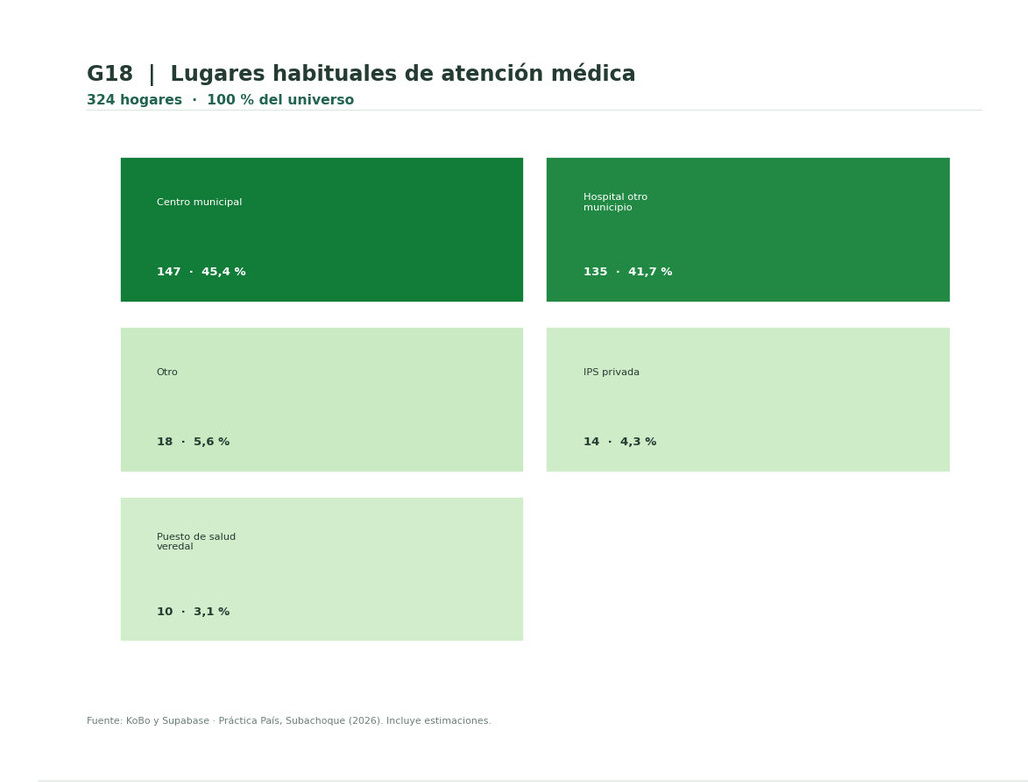 G18 | Lugares habituales de atención médica
324 hogares · 100 % del universo
Centro municipal
147 · 45,4 %
Hospital otro
municipio
135 · 41,7 %
Otro
18 · 5,6 %
IPS privada
14 · 4,3 %
Puesto de salud
veredal
10 · 3,1 %
Fuente: KoBo y Supabase · Práctica País, Subachoque (2026). Incluye estimaciones.